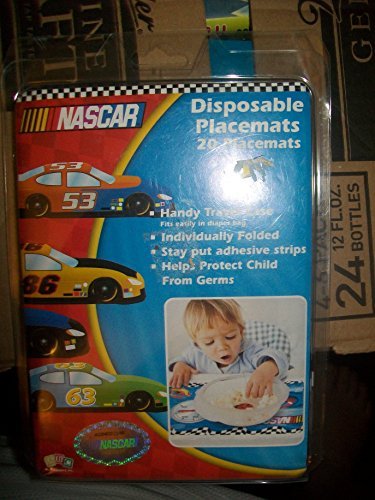 NASCAR
Disposable
Placemats
20 Placemats
53
53
Handy Travel Case
Fits easily in diaper bag
Individually Folded
Stay put adhesive strips
Helps Protect Child
From Germs
86
63
NASCAR
24 12 FL.OZ.
BOTTLES